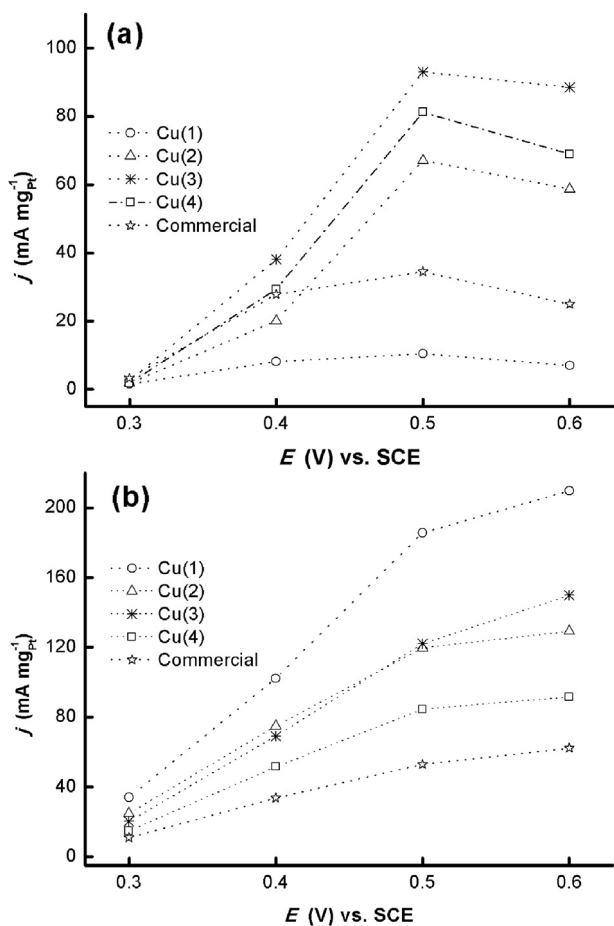 (a)
100
80
60
40
20
0
Cu(1)
Cu(2)
Cu(3)
Cu(4)
Commercial
j (mA mg⁻¹Pt)
0.3 0.4 0.5 0.6
E (V) vs. SCE
(b)
200
160
120
80
40
0
Cu(1)
Cu(2)
Cu(3)
Cu(4)
Commercial
j (mA mg⁻¹Pt)
0.3 0.4 0.5 0.6
E (V) vs. SCE